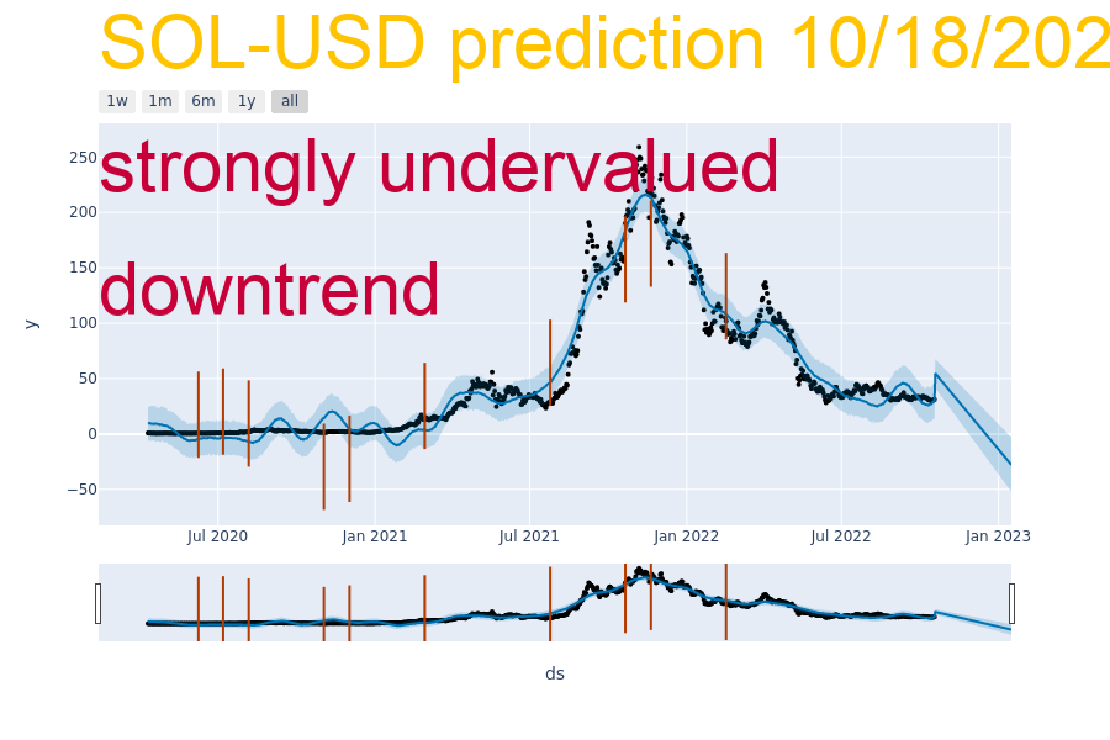 SOL-USD prediction 10/18/202
1w 1m 6m 1y all
strongly undervalued
downtrend
250
200
150
100
50
0
−50
y
Jul 2020 Jan 2021 Jul 2021 Jan 2022 Jul 2022 Jan 2023
ds